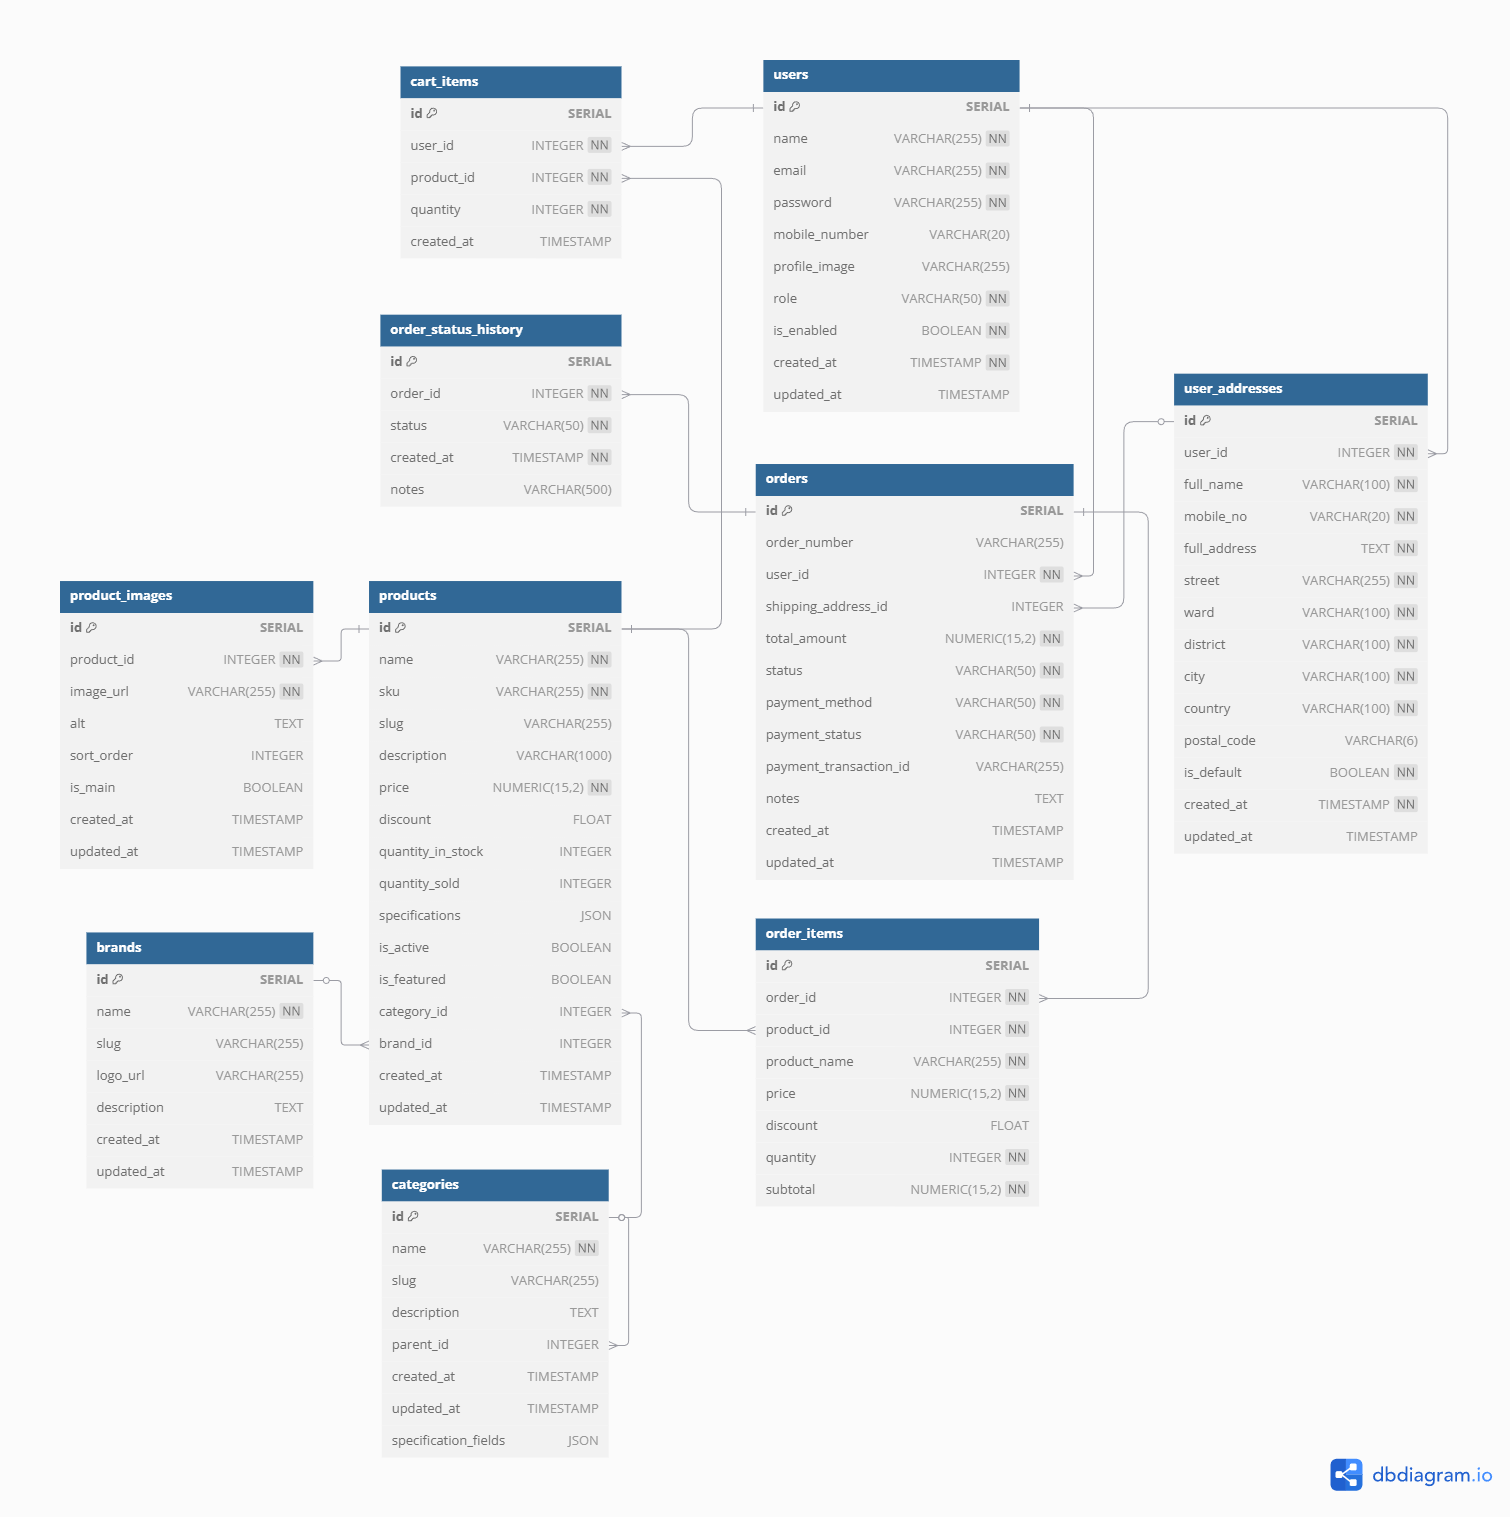 cart_items
id SERIAL
user_id INTEGER NN
product_id INTEGER NN
quantity INTEGER NN
created_at TIMESTAMP
users
id SERIAL
name VARCHAR(255) NN
email VARCHAR(255) NN
password VARCHAR(255) NN
mobile_number VARCHAR(20)
profile_image VARCHAR(255)
role VARCHAR(50) NN
is_enabled BOOLEAN NN
created_at TIMESTAMP NN
updated_at TIMESTAMP
order_status_history
id SERIAL
order_id INTEGER NN
status VARCHAR(50) NN
created_at TIMESTAMP NN
notes VARCHAR(500)
user_addresses
id SERIAL
user_id INTEGER NN
full_name VARCHAR(100) NN
mobile_no VARCHAR(20) NN
full_address TEXT NN
street VARCHAR(255) NN
ward VARCHAR(100) NN
district VARCHAR(100) NN
city VARCHAR(100) NN
country VARCHAR(100) NN
postal_code VARCHAR(6)
is_default BOOLEAN NN
created_at TIMESTAMP NN
updated_at TIMESTAMP
orders
id SERIAL
order_number VARCHAR(255)
user_id INTEGER NN
shipping_address_id INTEGER
total_amount NUMERIC(15,2) NN
status VARCHAR(50) NN
payment_method VARCHAR(50) NN
payment_status VARCHAR(50) NN
payment_transaction_id VARCHAR(255)
notes TEXT
created_at TIMESTAMP
updated_at TIMESTAMP
product_images
id SERIAL
product_id INTEGER NN
image_url VARCHAR(255) NN
alt TEXT
sort_order INTEGER
is_main BOOLEAN
created_at TIMESTAMP
updated_at TIMESTAMP
products
id SERIAL
name VARCHAR(255) NN
sku VARCHAR(255) NN
slug VARCHAR(255)
description VARCHAR(1000)
price NUMERIC(15,2) NN
discount FLOAT
quantity_in_stock INTEGER
quantity_sold INTEGER
specifications JSON
is_active BOOLEAN
is_featured BOOLEAN
category_id INTEGER
brand_id INTEGER
created_at TIMESTAMP
updated_at TIMESTAMP
brands
id SERIAL
name VARCHAR(255) NN
slug VARCHAR(255)
logo_url VARCHAR(255)
description TEXT
created_at TIMESTAMP
updated_at TIMESTAMP
order_items
id SERIAL
order_id INTEGER NN
product_id INTEGER NN
product_name VARCHAR(255) NN
price NUMERIC(15,2) NN
discount FLOAT
quantity INTEGER NN
subtotal NUMERIC(15,2) NN
categories
id SERIAL
name VARCHAR(255) NN
slug VARCHAR(255)
description TEXT
parent_id INTEGER
created_at TIMESTAMP
updated_at TIMESTAMP
specification_fields JSON
dbdiagram.io